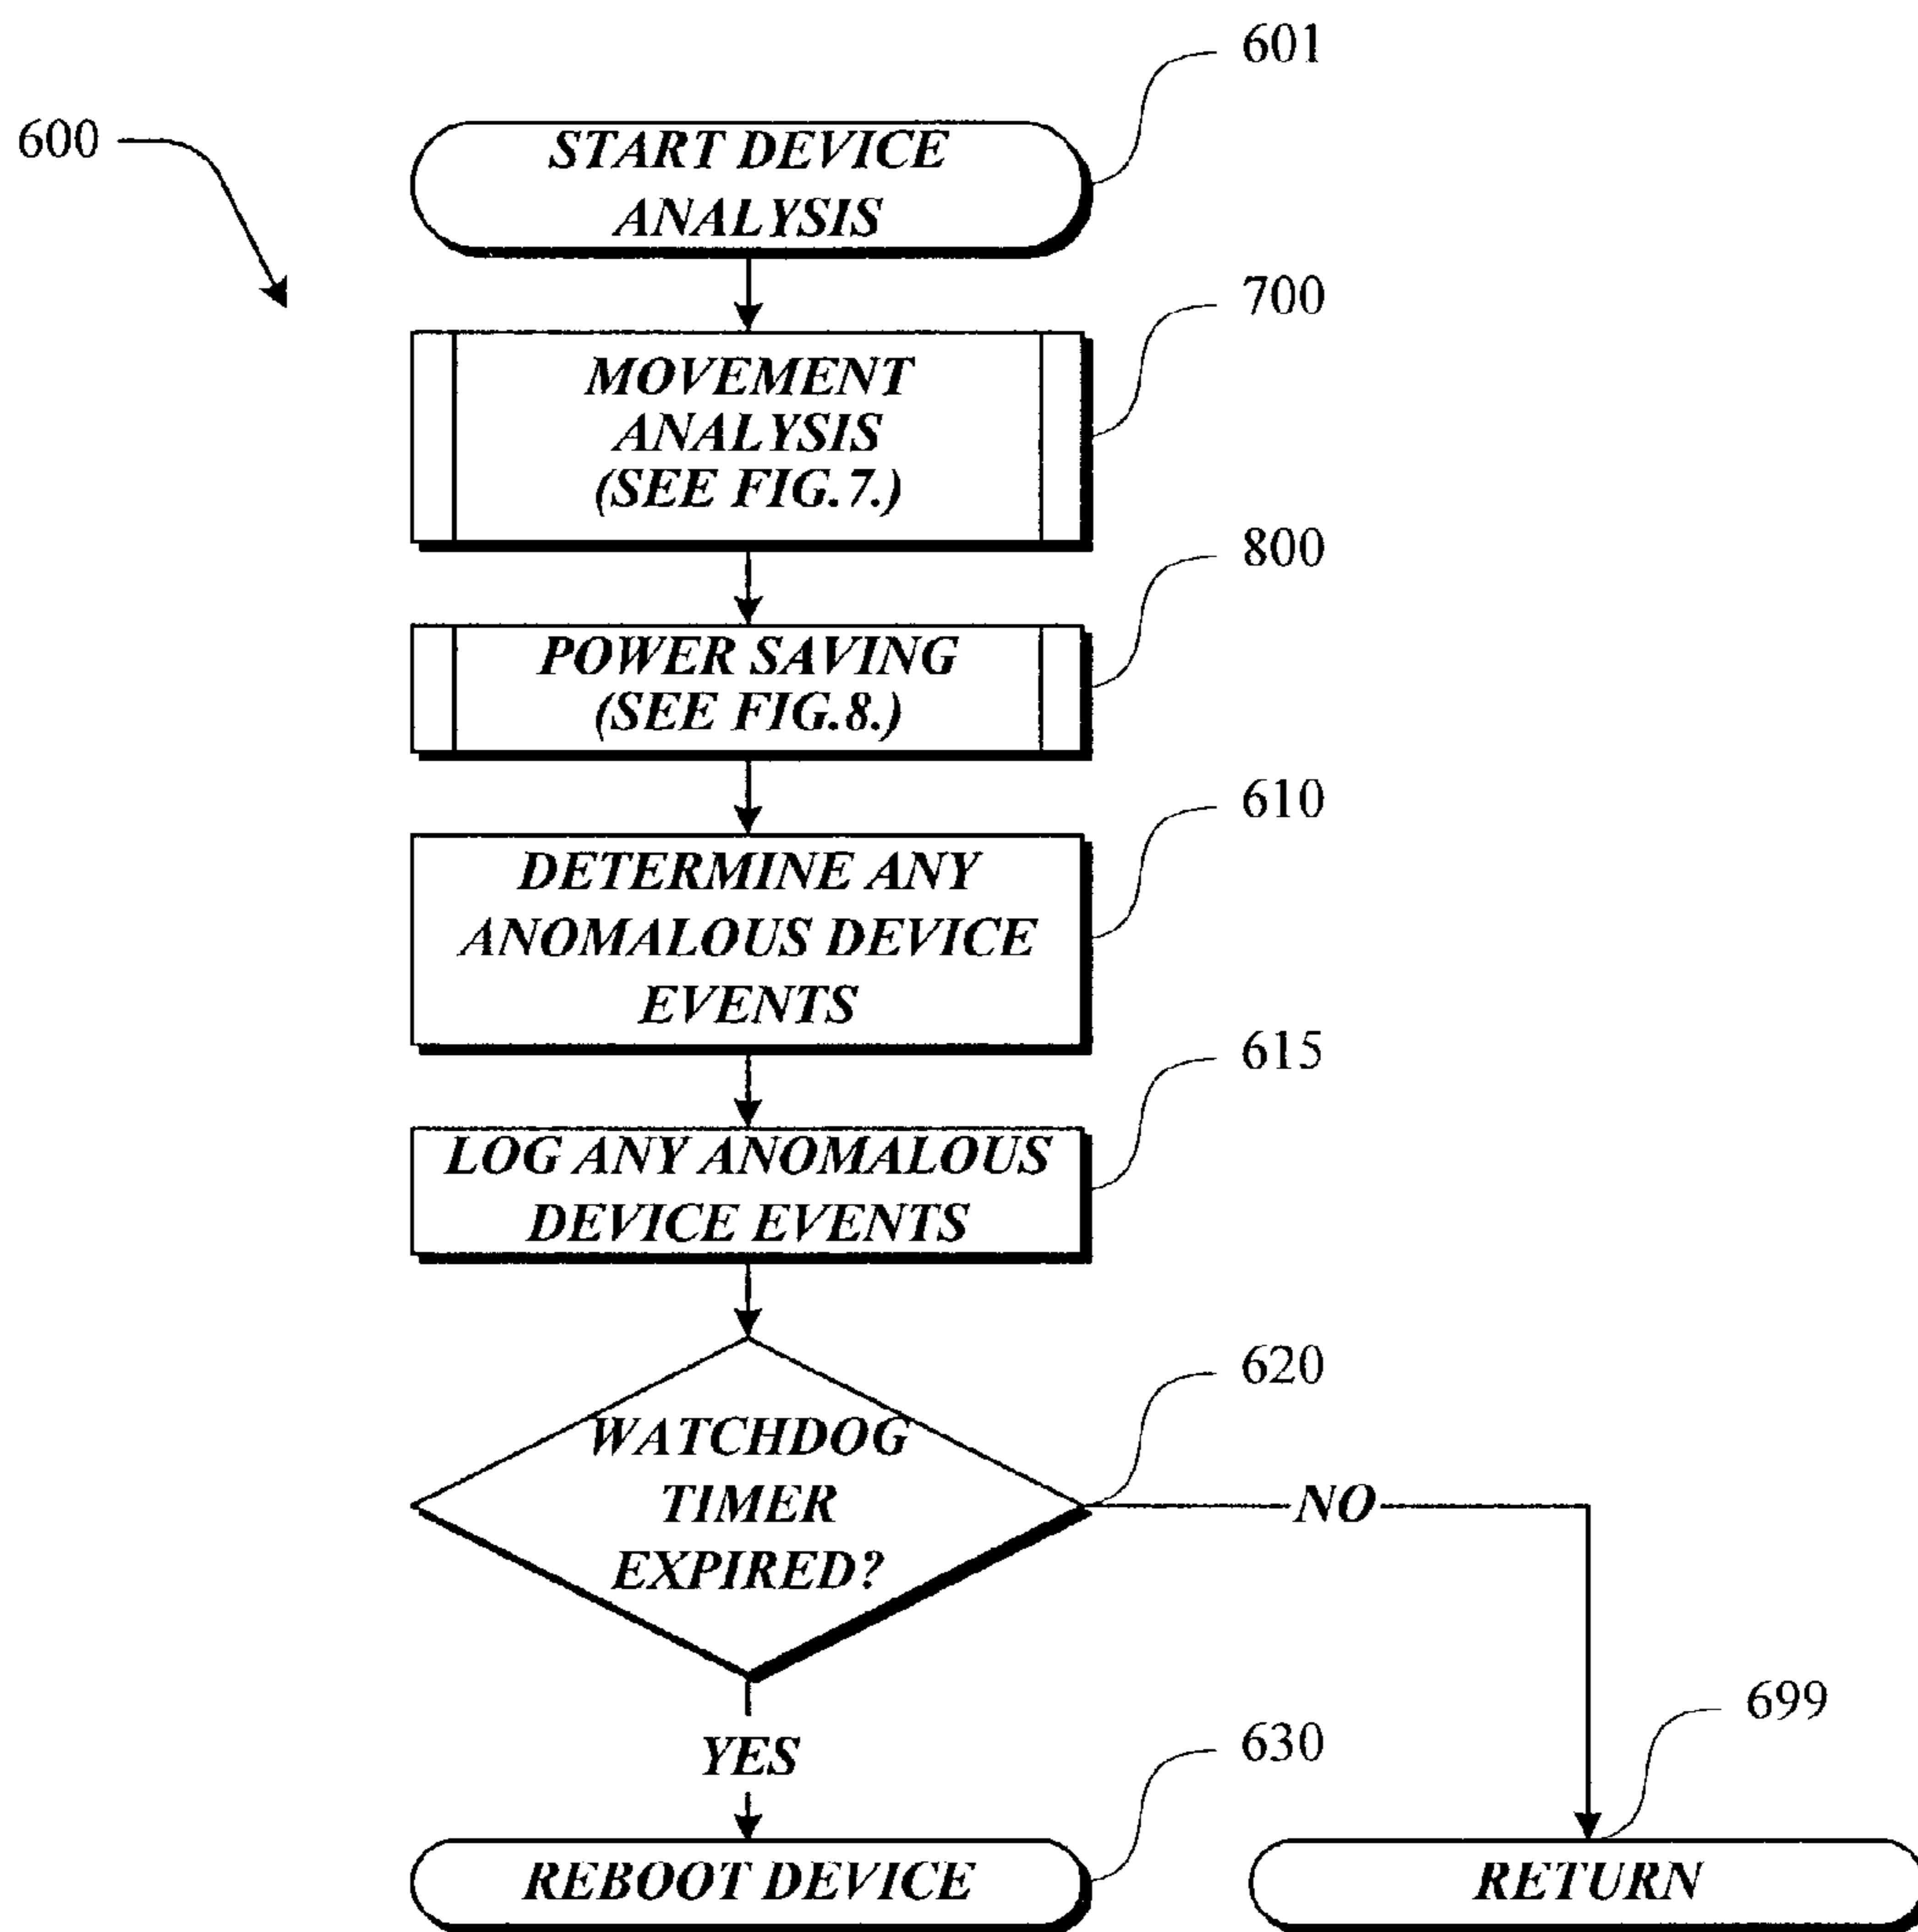 601
600
START DEVICE
ANALYSIS
700
MOVEMENT
ANALYSIS
(SEE FIG.7.)
800
POWER SAVING
(SEE FIG.8.)
610
DETERMINE ANY
ANOMALOUS DEVICE
EVENTS
615
LOG ANY ANOMALOUS
DEVICE EVENTS
620
WATCHDOG
TIMER
EXPIRED?
NO
699
YES
630
REBOOT DEVICE
RETURN